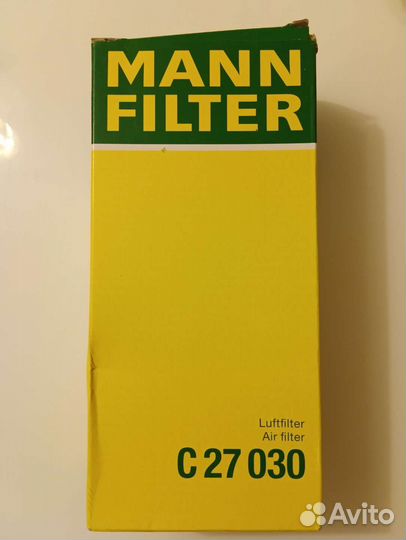 MANN
FILTER
Luftfilter
Air filter
C 27 030
Avito